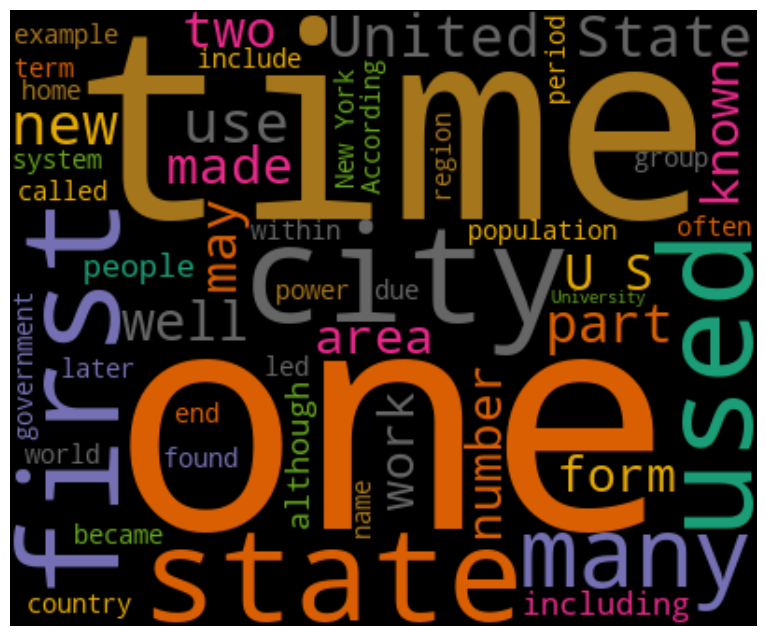 example
two
United State
include
term
home
time
period
new
use
New York
According
region
known
system
made
group
called
first
may
within
population
often
people
city
U S
power
due
University
used
well
area
part
government
later
led
one
end
although
work
number
world
found
name
form
became
state
many
country
including